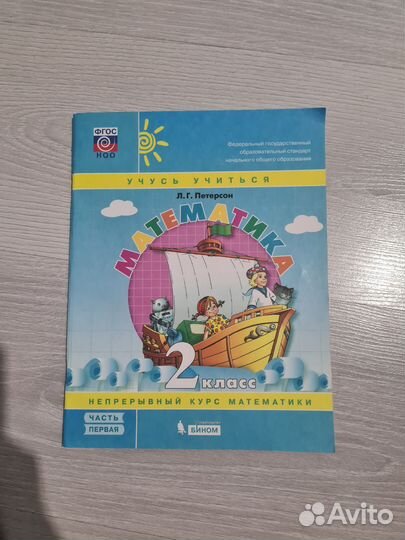 ФГОС
НОО
Федеральный государственный
образовательный стандарт
начального общего образования
УЧУСЬ УЧИТЬСЯ
Л. Г. Петерсон
МАТЕМАТИКА
2 класс
НЕПРЕРЫВНЫЙ КУРС МАТЕМАТИКИ
ЧАСТЬ
ПЕРВАЯ
БИНОМ
Avito